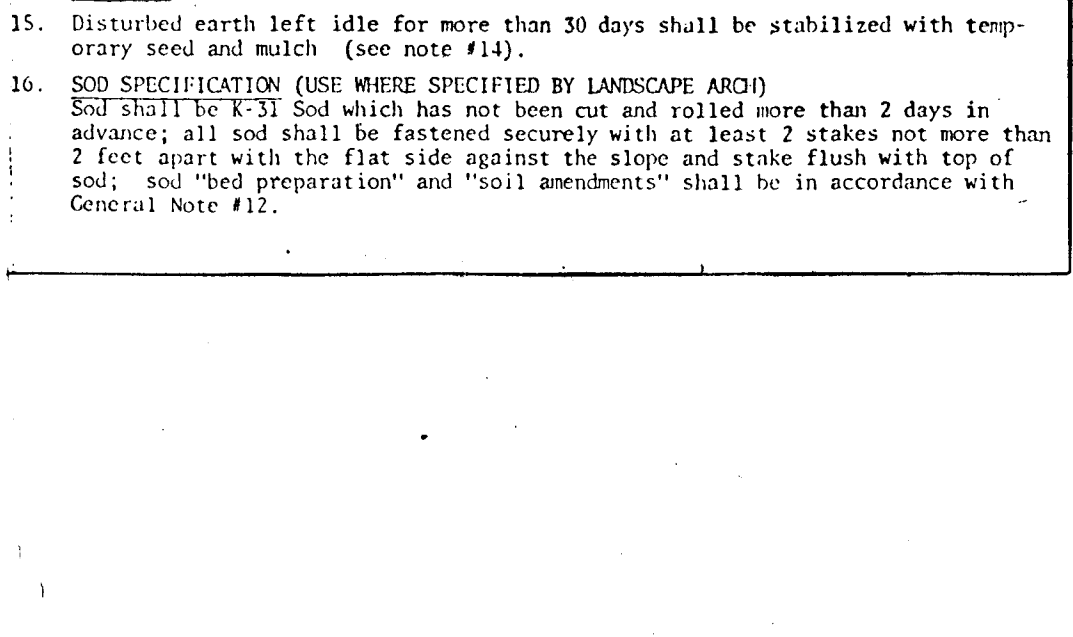 15. Disturbed earth left idle for more than 30 days shall be stabilized with temp-
orary seed and mulch (see note #14).
16. SOD SPECIFICATION (USE WHERE SPECIFIED BY LANDSCAPE ARCH)
Sod shall be K-31 Sod which has not been cut and rolled more than 2 days in
advance; all sod shall be fastened securely with at least 2 stakes not more than
2 feet apart with the flat side against the slope and stake flush with top of
sod; sod "bed preparation" and "soil amendments" shall be in accordance with
General Note #12.